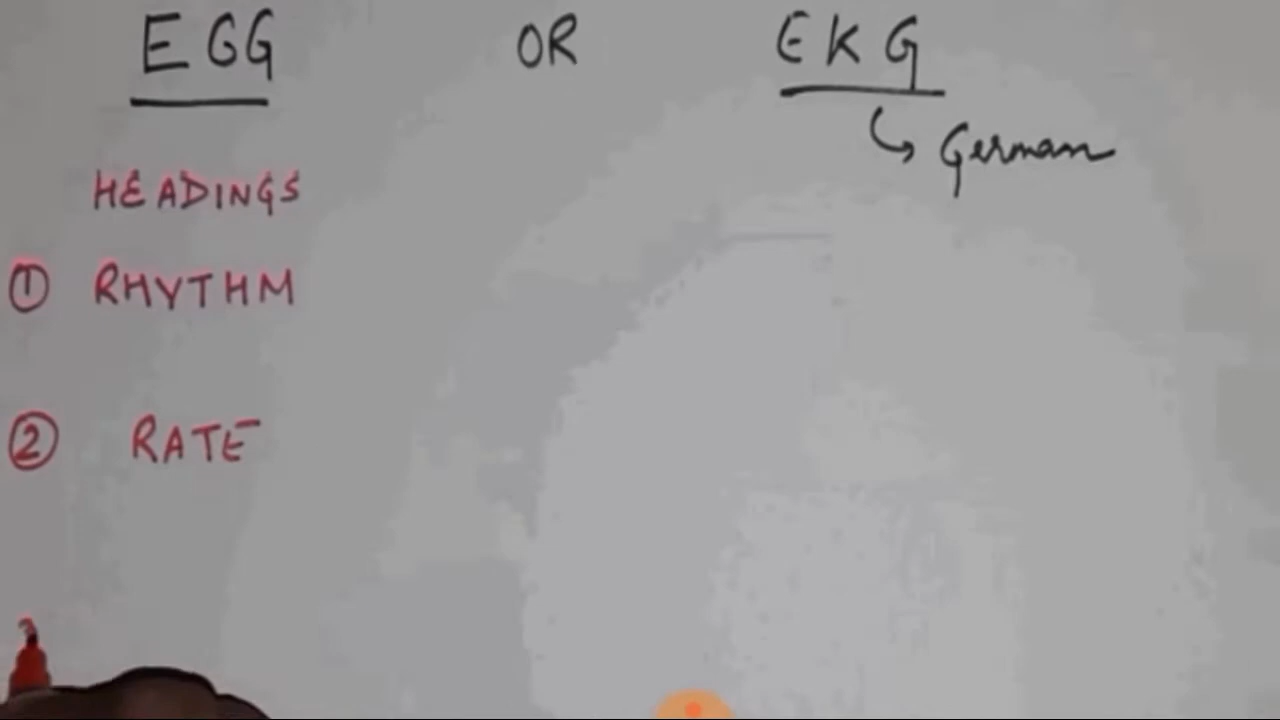 EGG OR EKG
↳ German
HEADINGS
① RHYTHM
② RATE